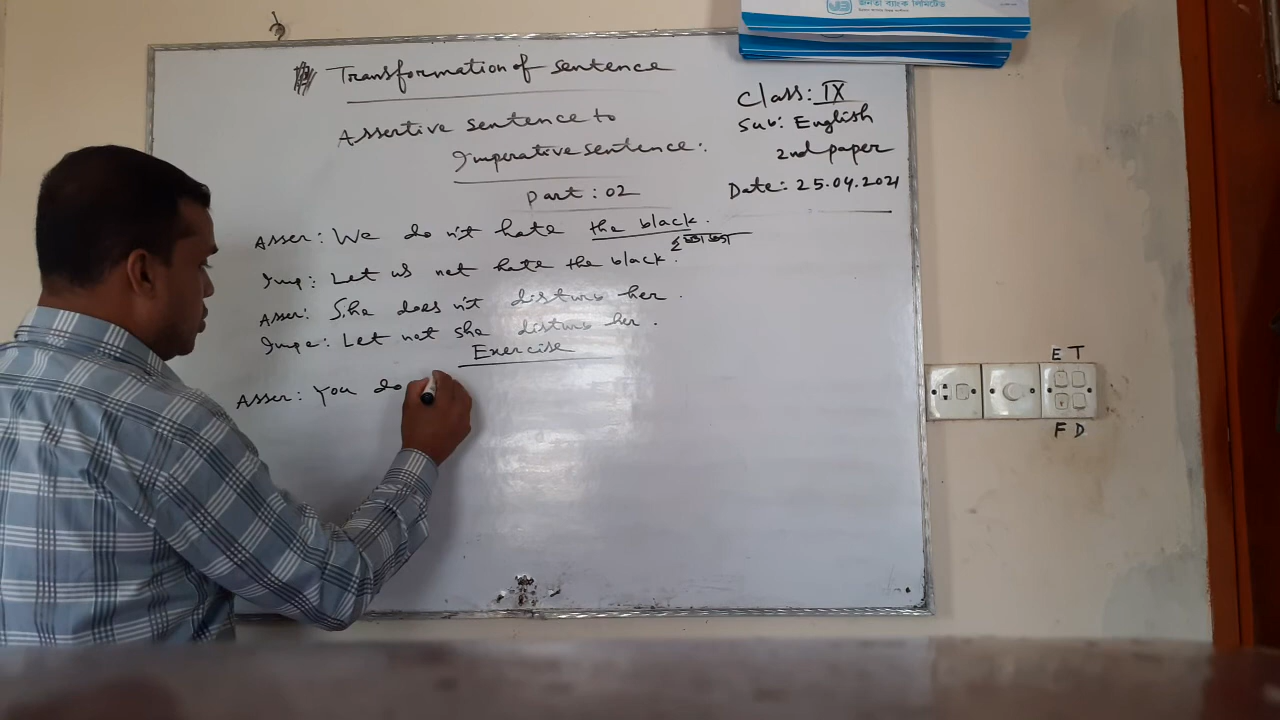 জনতা ব্যাংক লিমিটেড
Transformation of sentence
Assertive sentence to
Imperative sentence.
Part: 02
Class: IX
Sub: English
2nd paper
Date: 25.04.2021
Asser: We do n't hate the black.
Imp: Let us not hate the black.
Asser: She does n't disturb her.
Impe: Let not she disturb her.
Exercise
Asser: You do
E T
F D